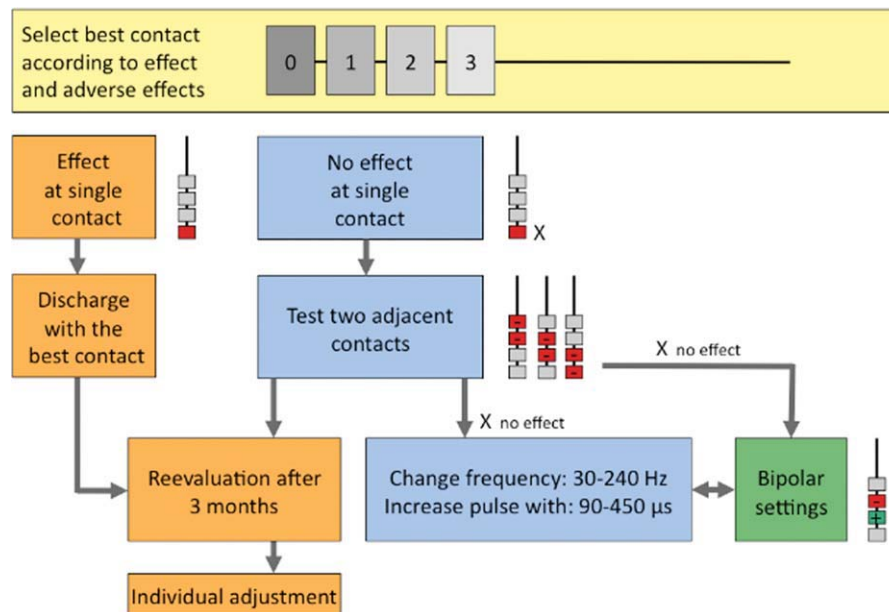 Select best contact
according to effect
and adverse effects
0 1 2 3
Effect
at single
contact
No effect
at single
contact
X
Discharge
with the
best contact
Test two adjacent
contacts
- -
- -
- -
X no effect
X no effect
Reevaluation after
3 months
Change frequency: 30-240 Hz
Increase pulse with: 90-450 µs
Bipolar
settings
-
+
Individual adjustment